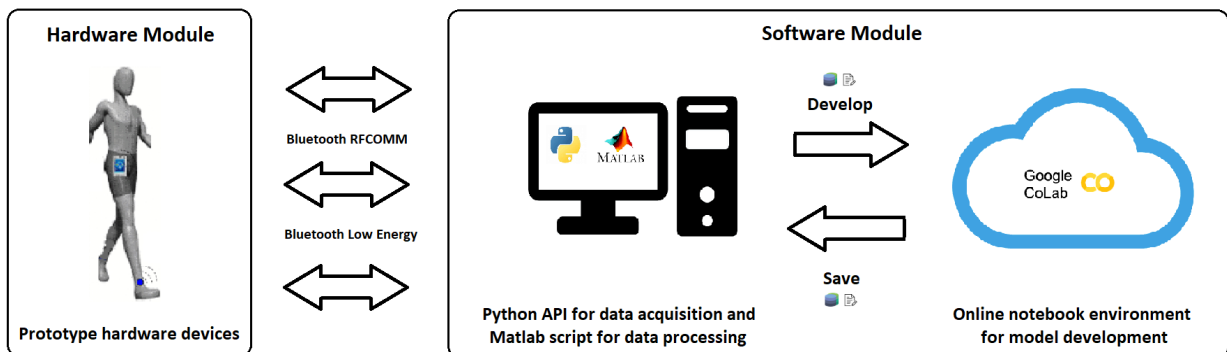 Hardware Module
Bluetooth RFCOMM
Bluetooth Low Energy
Prototype hardware devices
Software Module
MATLAB
Develop
Google
CoLab
Save
Python API for data acquisition and
Matlab script for data processing
Online notebook environment
for model development